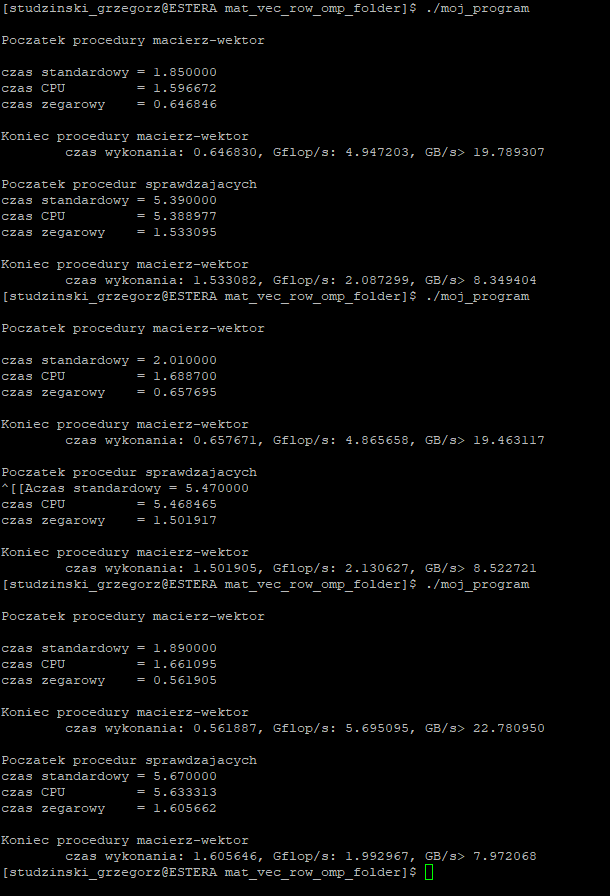 [studzinski_grzegorz@ESTERA mat_vec_row_omp_folder]$ ./moj_program
Poczatek procedury macierz-wektor
czas standardowy = 1.850000
czas CPU         = 1.596672
czas zegarowy    = 0.646846
Koniec procedury macierz-wektor
        czas wykonania: 0.646830, Gflop/s: 4.947203, GB/s> 19.789307
Poczatek procedur sprawdzajacych
czas standardowy = 5.390000
czas CPU         = 5.388977
czas zegarowy    = 1.533095
Koniec procedury macierz-wektor
        czas wykonania: 1.533082, Gflop/s: 2.087299, GB/s> 8.349404
[studzinski_grzegorz@ESTERA mat_vec_row_omp_folder]$ ./moj_program
Poczatek procedury macierz-wektor
czas standardowy = 2.010000
czas CPU         = 1.688700
czas zegarowy    = 0.657695
Koniec procedury macierz-wektor
        czas wykonania: 0.657671, Gflop/s: 4.865658, GB/s> 19.463117
Poczatek procedur sprawdzajacych
^[[Aczas standardowy = 5.470000
czas CPU         = 5.468465
czas zegarowy    = 1.501917
Koniec procedury macierz-wektor
        czas wykonania: 1.501905, Gflop/s: 2.130627, GB/s> 8.522721
[studzinski_grzegorz@ESTERA mat_vec_row_omp_folder]$ ./moj_program
Poczatek procedury macierz-wektor
czas standardowy = 1.890000
czas CPU         = 1.661095
czas zegarowy    = 0.561905
Koniec procedury macierz-wektor
        czas wykonania: 0.561887, Gflop/s: 5.695095, GB/s> 22.780950
Poczatek procedur sprawdzajacych
czas standardowy = 5.670000
czas CPU         = 5.633313
czas zegarowy    = 1.605662
Koniec procedury macierz-wektor
        czas wykonania: 1.605646, Gflop/s: 1.992967, GB/s> 7.972068
[studzinski_grzegorz@ESTERA mat_vec_row_omp_folder]$